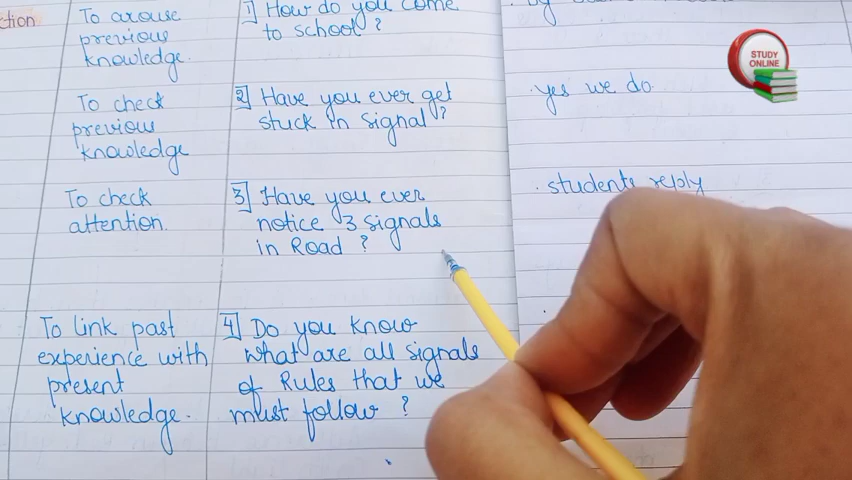 ction
To arouse
previous
knowledge.
1] How do you come
to school?
To check
previous
knowledge
2] Have you ever get
stuck in signal?
yes we do.
To check
attention.
3] Have you ever
notice 3 signals
in Road ?
. students reply
To link past
experience with
present
knowledge.
4] Do you know
what are all signals
of Rules that we
must follow ?
STUDY
ONLINE